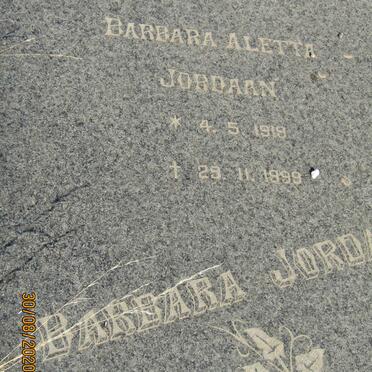 BARBARA ALETTA
JORDAAN
* 4. 5 1919
† 29. 11. 1999
BARBARA JORDA
30/08/2020